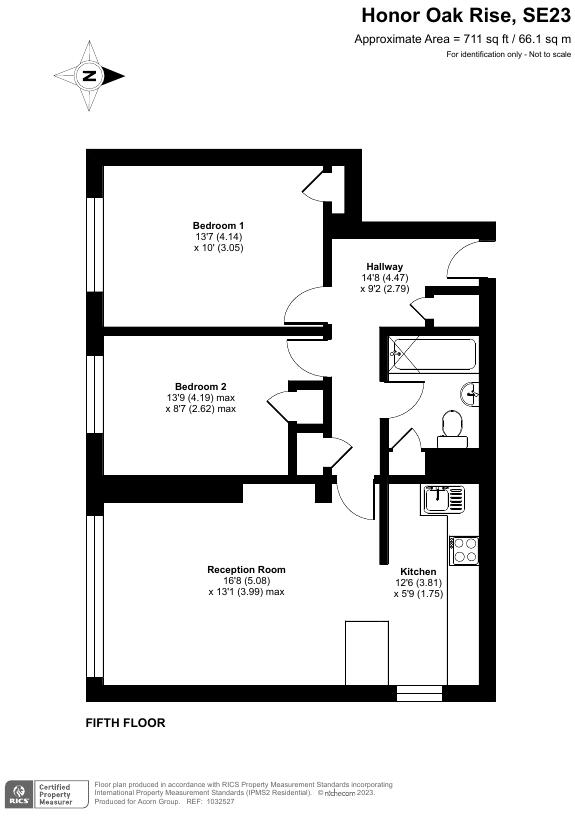 Honor Oak Rise, SE23
Approximate Area = 711 sq ft / 66.1 sq m
For identification only - Not to scale
N
Bedroom 1
13'7 (4.14)
x 10' (3.05)
Hallway
14'8 (4.47)
x 9'2 (2.79)
Bedroom 2
13'9 (4.19) max
x 8'7 (2.62) max
Reception Room
16'8 (5.08)
x 13'1 (3.99) max
Kitchen
12'6 (3.81)
x 5'9 (1.75)
FIFTH FLOOR
RICS
Certified
Property
Measurer
Floor plan produced in accordance with RICS Property Measurement Standards incorporating
International Property Measurement Standards (IPMS2 Residential). © nichecom 2023.
Produced for Acorn Group. REF: 1032527